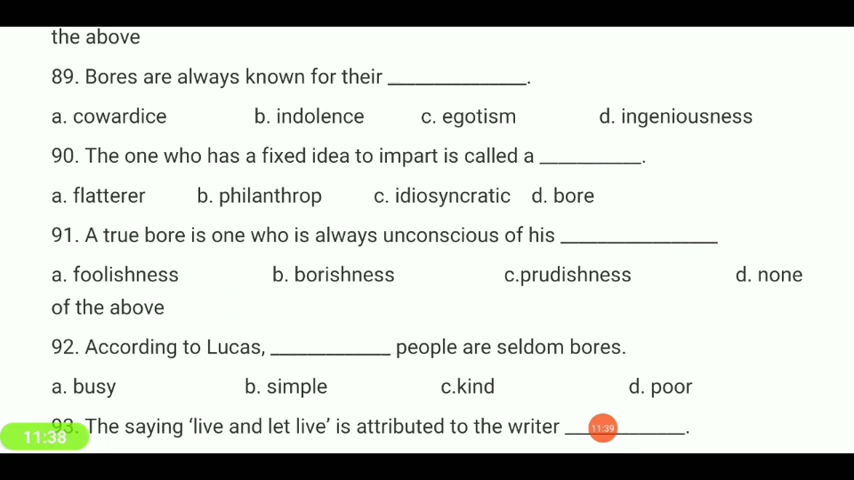 the above
89. Bores are always known for their ______________.
a. cowardice b. indolence c. egotism d. ingeniousness
90. The one who has a fixed idea to impart is called a __________.
a. flatterer b. philanthrop c. idiosyncratic d. bore
91. A true bore is one who is always unconscious of his ________________
a. foolishness b. borishness c.prudishness d. none
of the above
92. According to Lucas, ____________ people are seldom bores.
a. busy b. simple c.kind d. poor
93. The saying ‘live and let live’ is attributed to the writer ____________.
11:38
11:39